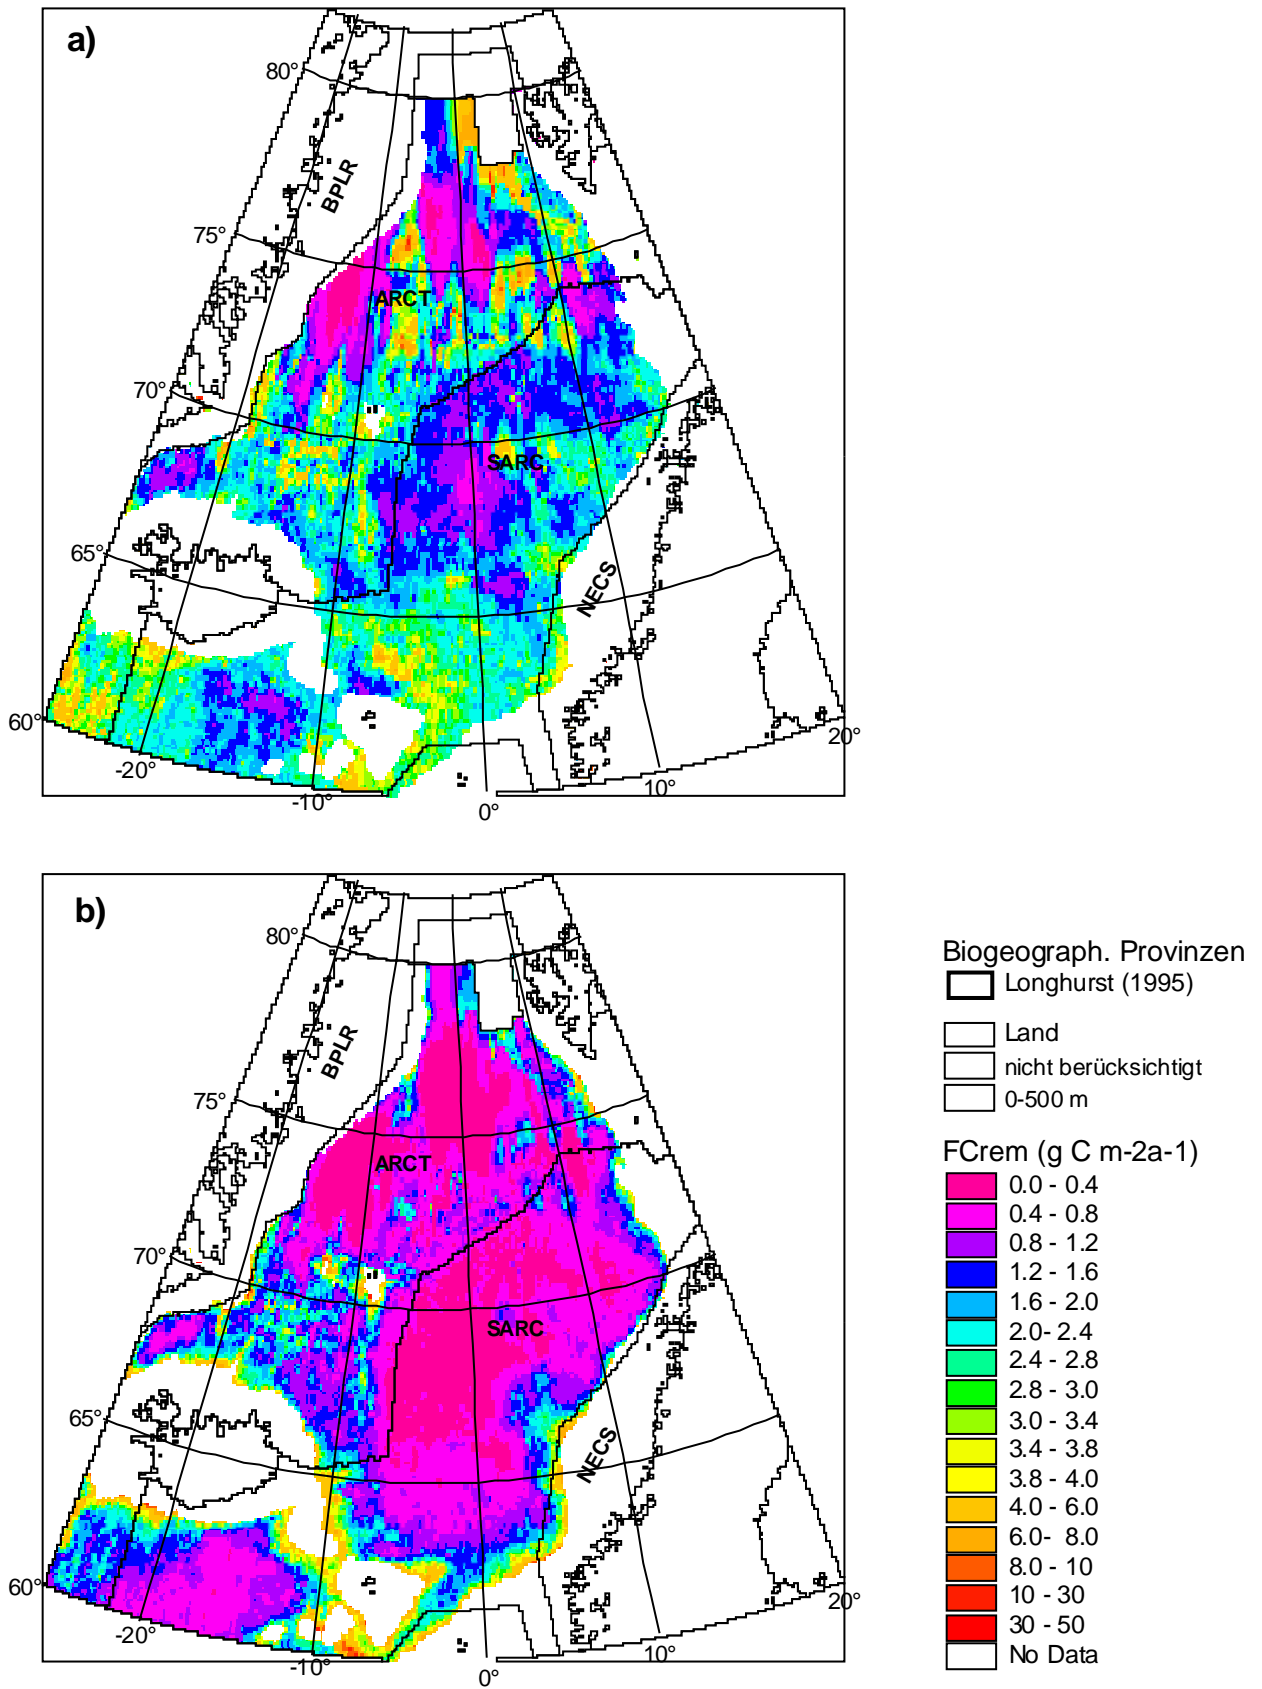 a)
80°
BPLR
75°
ARCT
70°
SARC
65°
NECS
60°
20°
-20°
-10°
10°
0°
b)
80°
BPLR
75°
ARCT
70°
SARC
65°
NECS
60°
20°
-20°
-10°
10°
0°
Biogeograph. Provinzen
Longhurst (1995)
Land
nicht berücksichtigt
0-500 m
FCrem (g C m-2a-1)
0.0 - 0.4
0.4 - 0.8
0.8 - 1.2
1.2 - 1.6
1.6 - 2.0
2.0- 2.4
2.4 - 2.8
2.8 - 3.0
3.0 - 3.4
3.4 - 3.8
3.8 - 4.0
4.0 - 6.0
6.0- 8.0
8.0 - 10
10 - 30
30 - 50
No Data